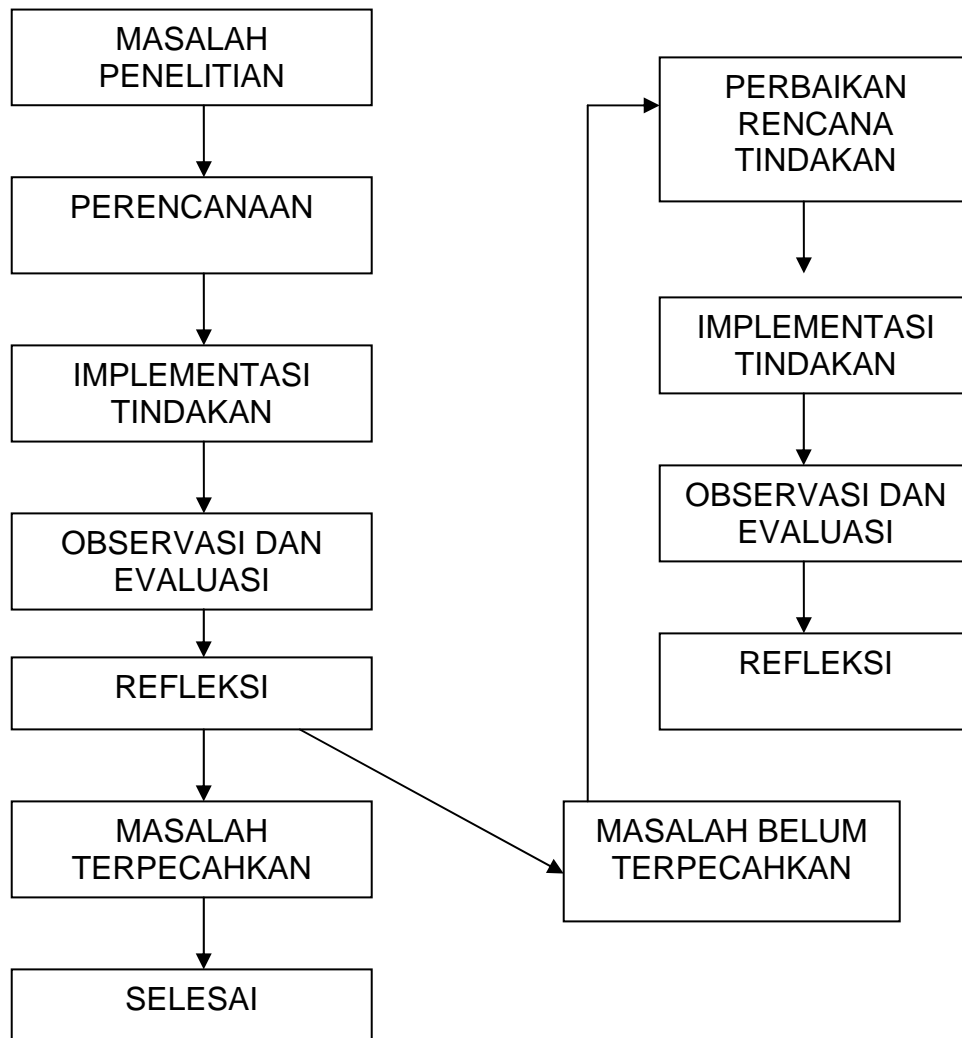 MASALAH
PENELITIAN
PERENCANAAN
IMPLEMENTASI
TINDAKAN
OBSERVASI DAN
EVALUASI
REFLEKSI
MASALAH
TERPECAHKAN
SELESAI
MASALAH BELUM
TERPECAHKAN
PERBAIKAN
RENCANA
TINDAKAN
IMPLEMENTASI
TINDAKAN
OBSERVASI DAN
EVALUASI
REFLEKSI